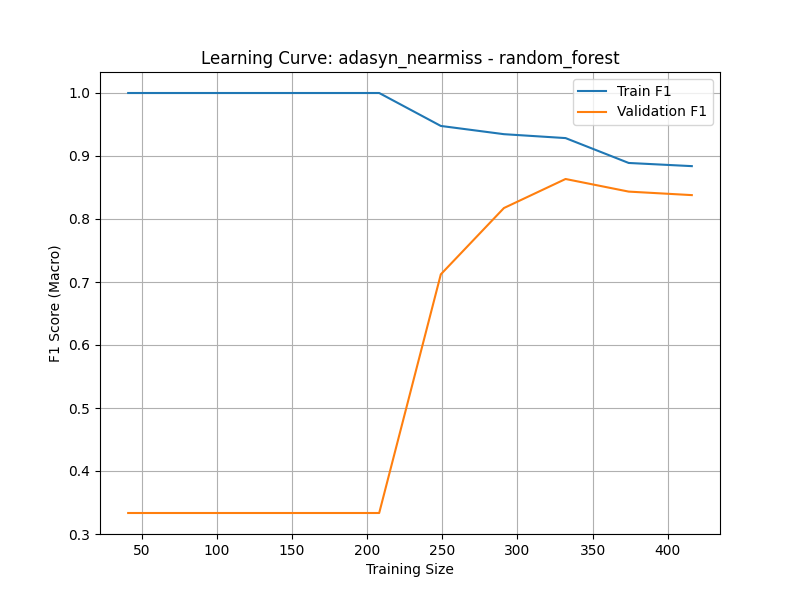 Learning Curve: adasyn_nearmiss - random_forest
Train F1
Validation F1
1.0
0.9
0.8
0.7
0.6
0.5
0.4
0.3
F1 Score (Macro)
50 100 150 200 250 300 350 400
Training Size